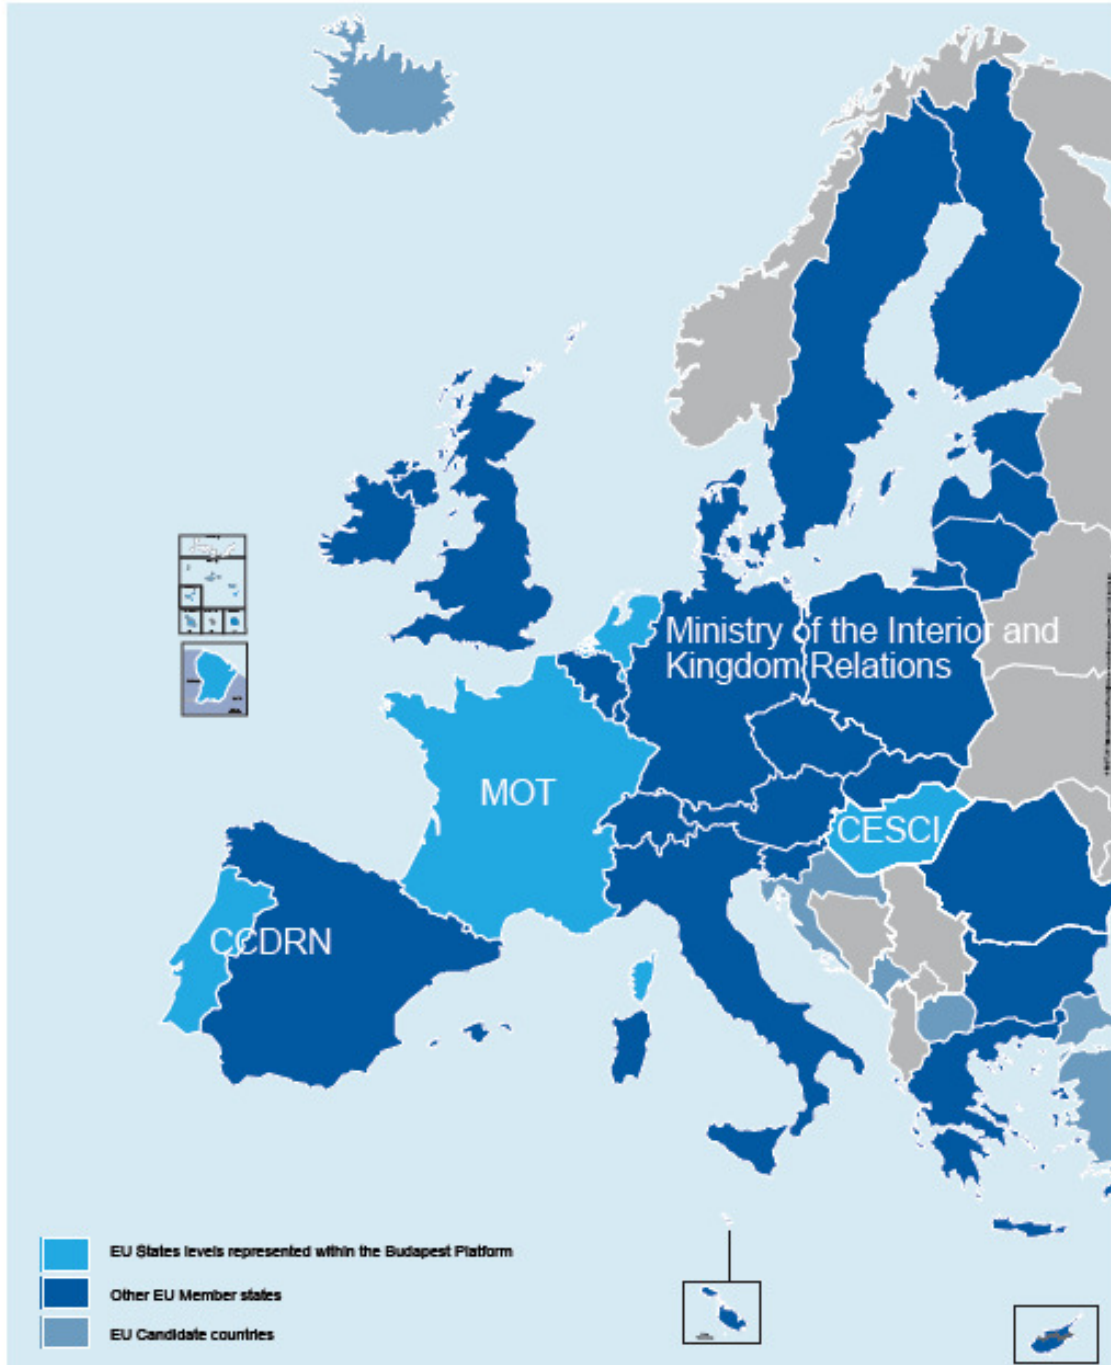 Ministry of the Interior and
Kingdom Relations
MOT
CESCI
CCDRN
EU States levels represented within the Budapest Platform
Other EU Member states
EU Candidate countries